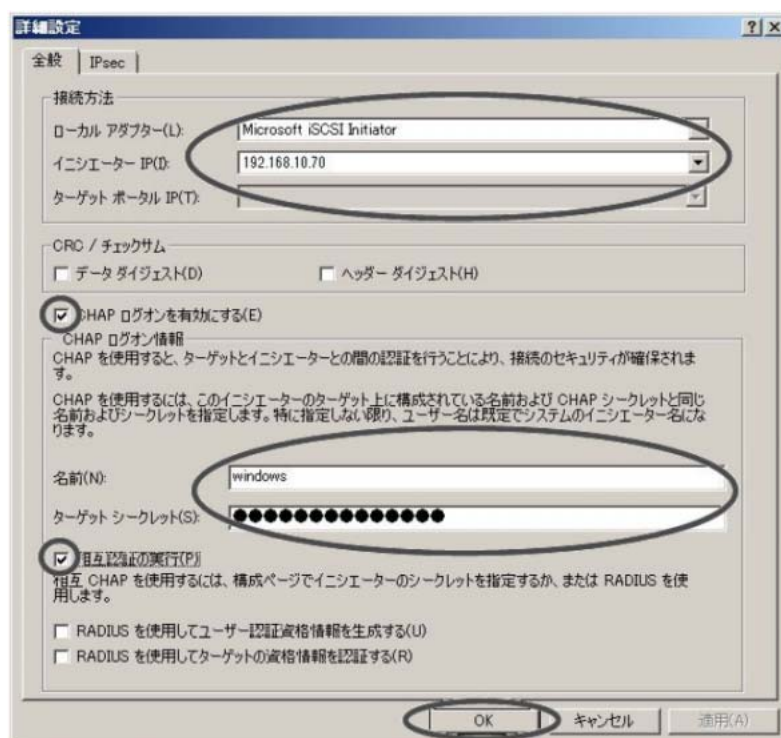 詳細設定
全般
IPsec
接続方法
ローカル アダプター(L):
Microsoft iSCSI Initiator
イニシエーター IP(I):
192.168.10.70
ターゲット ポータル IP(T):
CRC / チェックサム
データ ダイジェスト(D)
ヘッダー ダイジェスト(H)
CHAP ログオンを有効にする(E)
CHAP ログオン情報
CHAP を使用すると、ターゲットとイニシエーターとの間の認証を行うことにより、接続のセキュリティが確保されま
す。
CHAP を使用するには、このイニシエーターのターゲット上に構成されている名前および CHAP シークレットと同じ
名前およびシークレットを指定します。特に指定しない限り、ユーザー名は既定でシステムのイニシエーター名にな
ります。
名前(N):
windows
ターゲット シークレット(S):
●●●●●●●●●●●●●●
相互認証の実行(P)
相互 CHAP を使用するには、構成ページでイニシエーターのシークレットを指定するか、または RADIUS を使
用します。
RADIUS を使用してユーザー認証資格情報を生成する(U)
RADIUS を使用してターゲットの資格情報を認証する(R)
OK
キャンセル
適用(A)